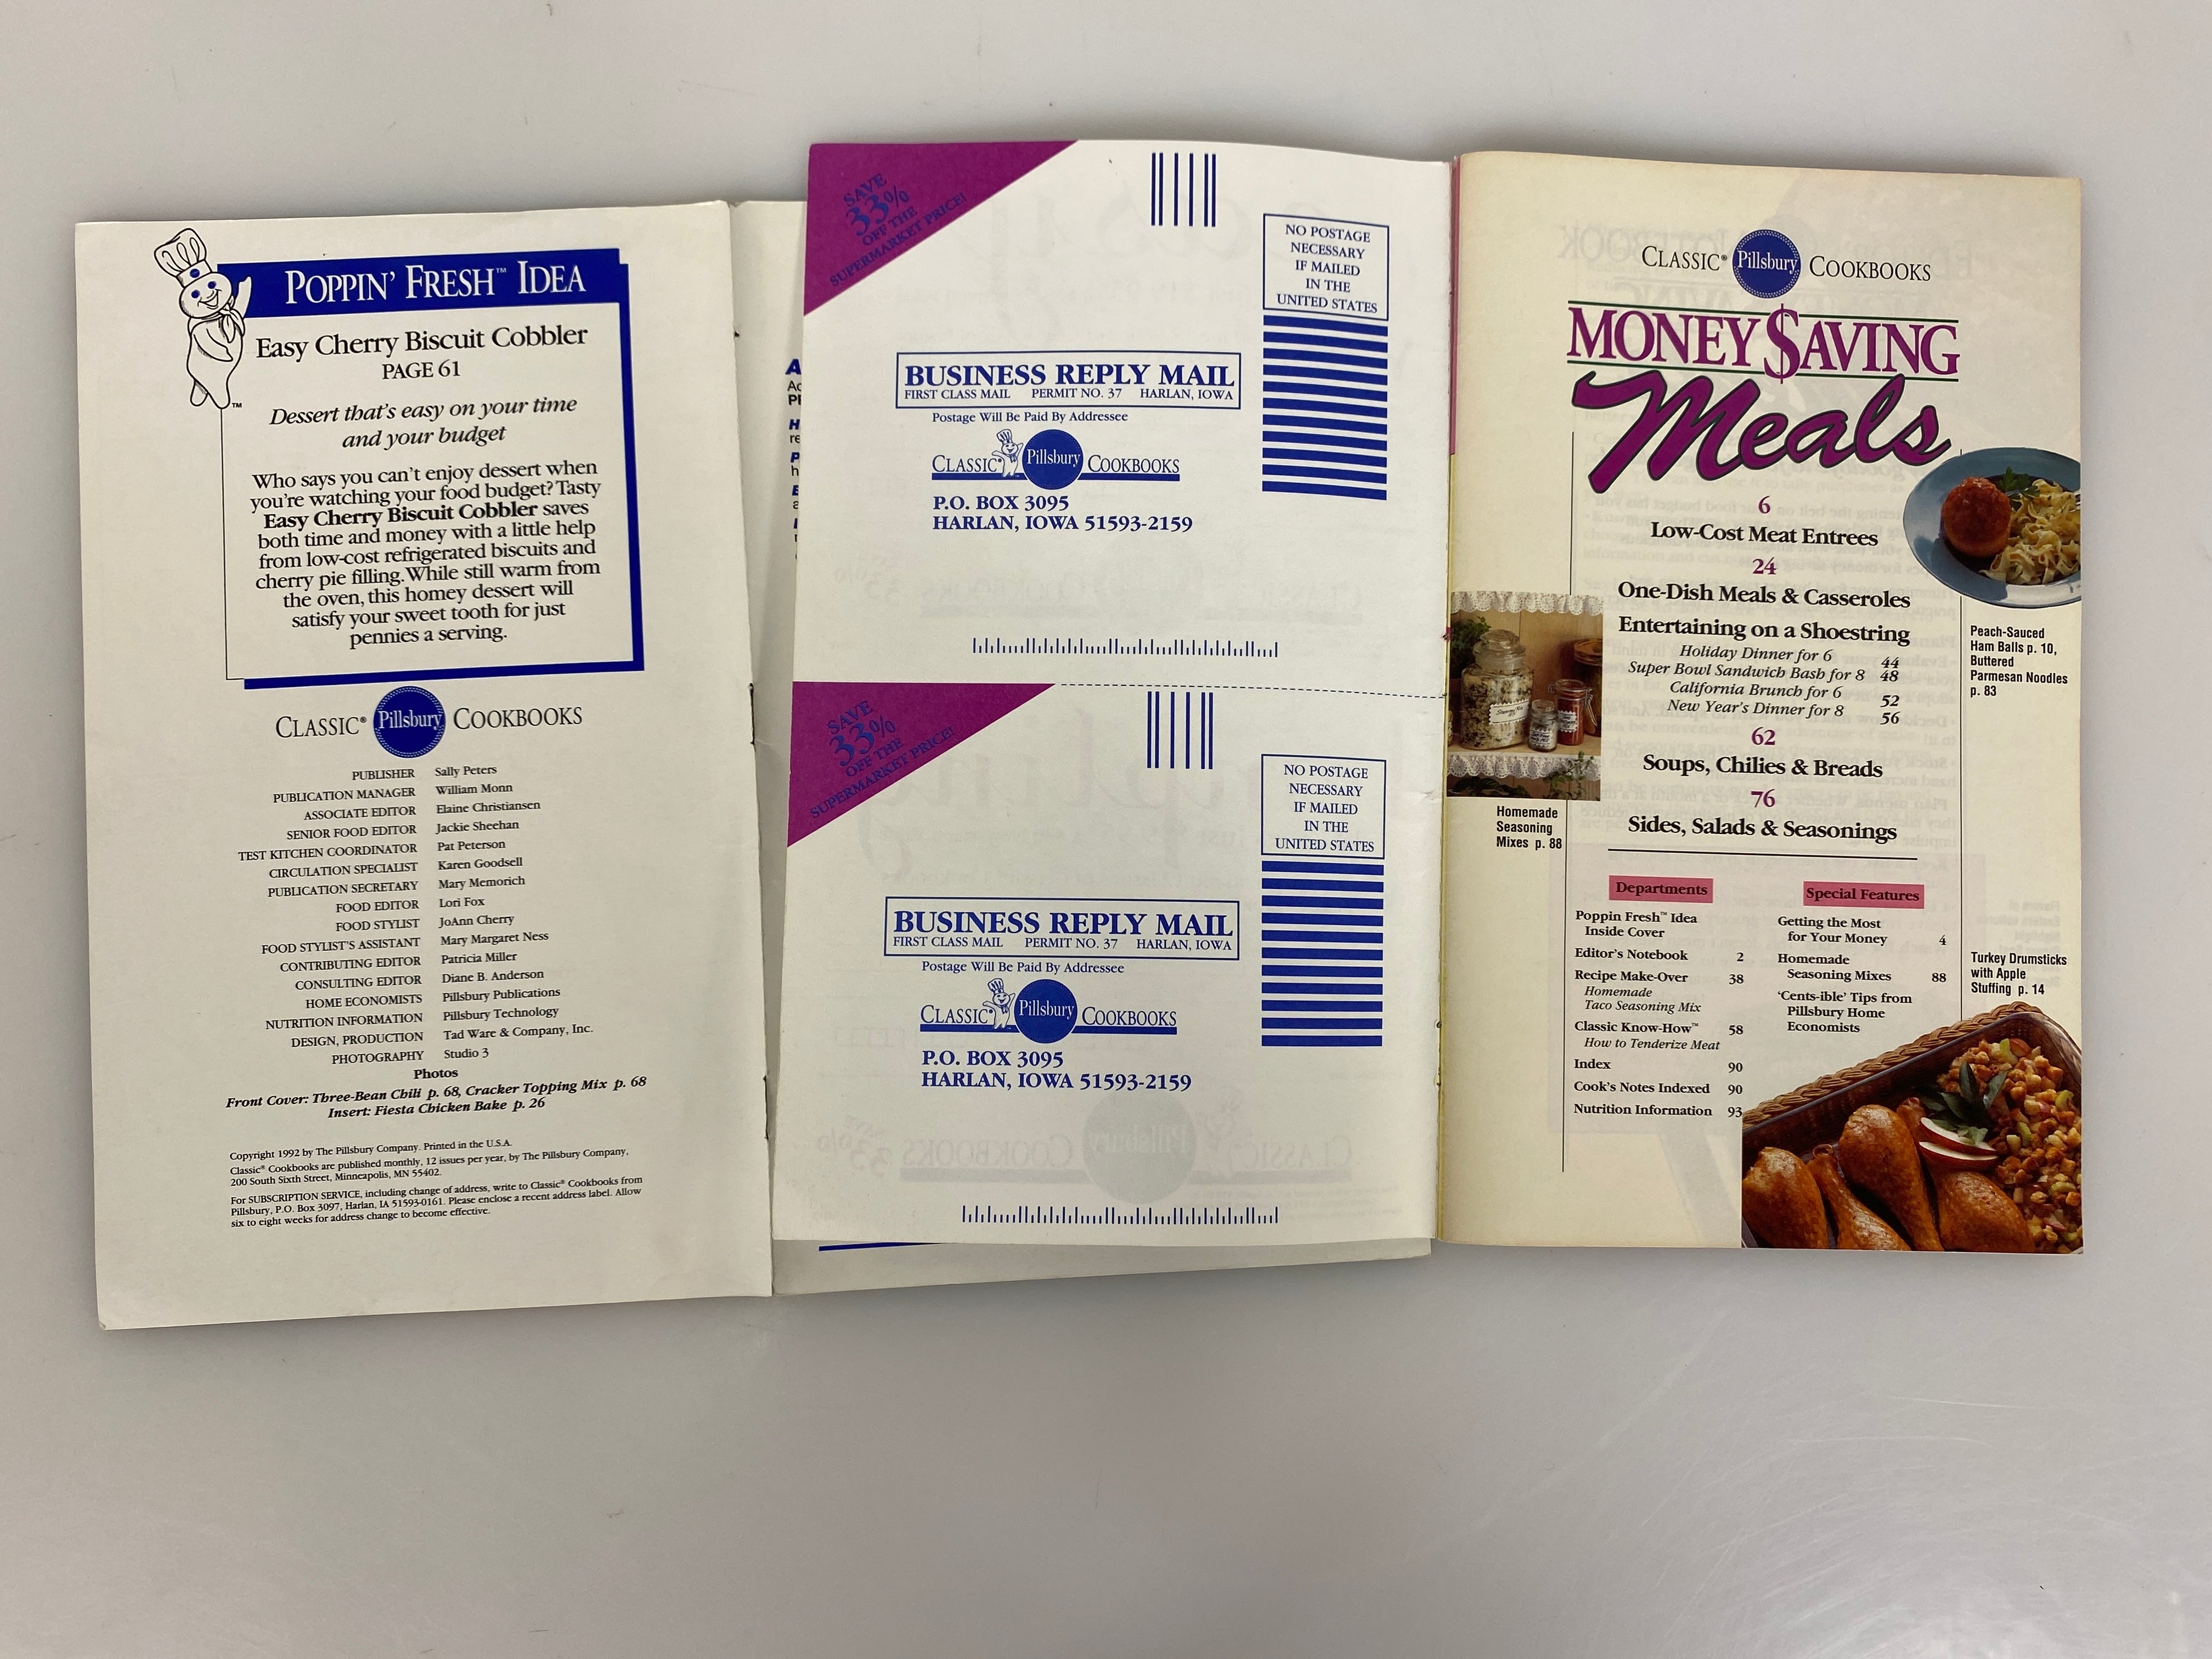 POPPIN' FRESH™ IDEA
Easy Cherry Biscuit Cobbler
PAGE 61
Dessert that's easy on your time
and your budget
Who says you can't enjoy dessert when
you're watching your food budget? Tasty
Easy Cherry Biscuit Cobbler saves
both time and money with a little help
from low-cost refrigerated biscuits and
cherry pie filling. While still warm from
the oven, this homey dessert will
satisfy your sweet tooth for just
pennies a serving.
™
CLASSIC® Pillsbury COOKBOOKS
PUBLISHER Sally Peters
PUBLICATION MANAGER William Monn
ASSOCIATE EDITOR Elaine Christiansen
SENIOR FOOD EDITOR Jackie Sheehan
TEST KITCHEN COORDINATOR Pat Peterson
CIRCULATION SPECIALIST Karen Goodsell
PUBLICATION SECRETARY Mary Memorich
FOOD EDITOR Lori Fox
FOOD STYLIST JoAnn Cherry
FOOD STYLIST'S ASSISTANT Mary Margaret Ness
CONTRIBUTING EDITOR Patricia Miller
CONSULTING EDITOR Diane B. Anderson
HOME ECONOMISTS Pillsbury Publications
NUTRITION INFORMATION Pillsbury Technology
DESIGN, PRODUCTION Tad Ware & Company, Inc.
PHOTOGRAPHY Studio 3
Photos
Front Cover: Three-Bean Chili p. 68, Cracker Topping Mix p. 68
Insert: Fiesta Chicken Bake p. 26
Copyright 1992 by The Pillsbury Company. Printed in the U.S.A.
Classic® Cookbooks are published monthly, 12 issues per year, by The Pillsbury Company,
200 South Sixth Street, Minneapolis, MN 55402.
For SUBSCRIPTION SERVICE, including change of address, write to Classic® Cookbooks from
Pillsbury, P.O. Box 3097, Harlan, IA 51593-0161. Please enclose a recent address label. Allow
six to eight weeks for address change to become effective.
SAVE
33%
OFF THE
SUPERMARKET PRICE!
NO POSTAGE
NECESSARY
IF MAILED
IN THE
UNITED STATES
BUSINESS REPLY MAIL
FIRST CLASS MAIL PERMIT NO. 37 HARLAN, IOWA
Postage Will Be Paid By Addressee
CLASSIC Pillsbury COOKBOOKS
P.O. BOX 3095
HARLAN, IOWA 51593-2159
SAVE
33%
OFF THE
SUPERMARKET PRICE!
NO POSTAGE
NECESSARY
IF MAILED
IN THE
UNITED STATES
BUSINESS REPLY MAIL
FIRST CLASS MAIL PERMIT NO. 37 HARLAN, IOWA
Postage Will Be Paid By Addressee
CLASSIC Pillsbury COOKBOOKS
P.O. BOX 3095
HARLAN, IOWA 51593-2159
CLASSIC® Pillsbury COOKBOOKS
MONEY $AVING
Meals
6
Low-Cost Meat Entrees
24
One-Dish Meals & Casseroles
Entertaining on a Shoestring
Holiday Dinner for 6 44
Super Bowl Sandwich Bash for 8 48
California Brunch for 6 52
New Year's Dinner for 8 56
62
Soups, Chilies & Breads
76
Sides, Salads & Seasonings
Peach-Sauced
Ham Balls p. 10,
Buttered
Parmesan Noodles
p. 83
Homemade
Seasoning
Mixes p. 88
Departments
Poppin Fresh™ Idea
Inside Cover
Editor's Notebook 2
Recipe Make-Over 38
Homemade
Taco Seasoning Mix
Classic Know-How™ 58
How to Tenderize Meat
Index 90
Cook's Notes Indexed 90
Nutrition Information 93
Special Features
Getting the Most
for Your Money 4
Homemade
Seasoning Mixes 88
'Cents-ible' Tips from
Pillsbury Home
Economists
Turkey Drumsticks
with Apple
Stuffing p. 14